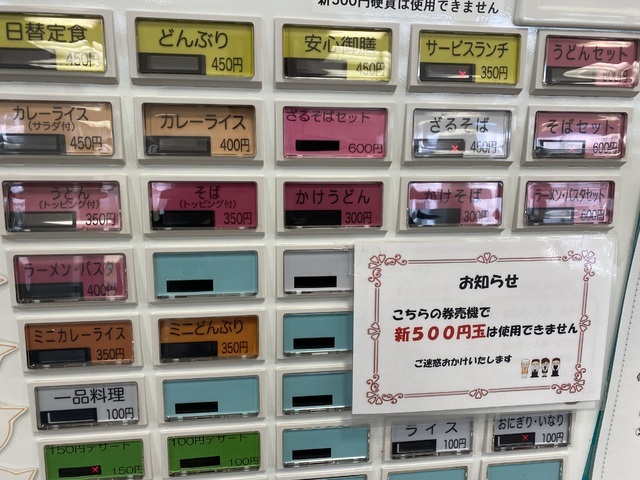 新500円硬貨は使用できません
日替定食
450円
どんぶり
450円
安心御膳
450円
サービスランチ
350円
うどんセット
カレーライス
(サラダ付)
450円
カレーライス
400円
ざるそばセット
600円
ざるそば
450円
そばセット
600円
うどん
(トッピング付)
350円
そば
(トッピング付)
350円
かけうどん
300円
かけそば
300円
ラーメン・パスタセット
600円
ラーメン・パスタ
400円
ミニカレーライス
350円
ミニどんぶり
350円
お知らせ
こちらの券売機で
新500円玉は使用できません
ご迷惑おかけいたします
一品料理
100円
ライス
100円
おにぎり・いなり
100円
150円デザート
150円
100円デザート
100円